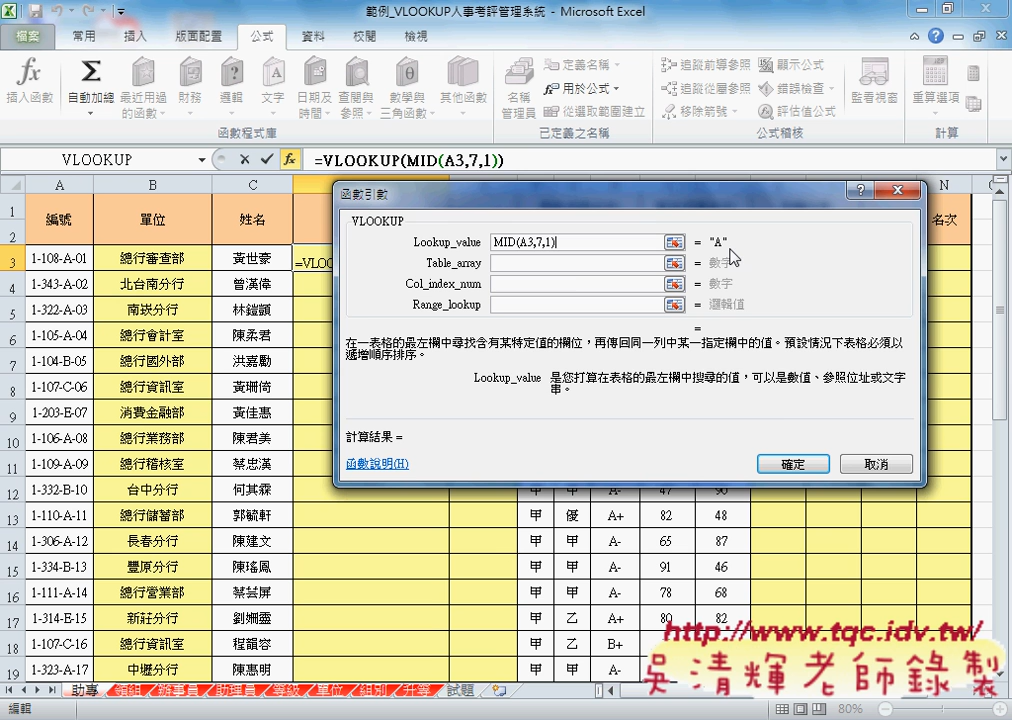 範例_VLOOKUP人事考評管理系統 - Microsoft Excel
檔案 常用 插入 版面配置 公式 資料 校閱 檢視
插入函數 自動加總 最近用過的函數 財務 邏輯 文字 日期及時間 查閱與參照 數學與三角函數 其他函數
函數程式庫
名稱管理員 定義名稱 用於公式 從選取範圍建立
已定義之名稱
追蹤前導參照 追蹤從屬參照 移除箭號 顯示公式 錯誤檢查 評估值公式 監看視窗
公式稽核
重算選項
計算
VLOOKUP =VLOOKUP(MID(A3,7,1))
A B C N
1 2 編號 單位 姓名 名次
函數引數
VLOOKUP
Lookup_value MID(A3,7,1) = "A"
Table_array = 數字
Col_index_num = 數字
Range_lookup = 邏輯值
=
在一表格的最左欄中尋找含有某特定值的欄位，再傳回同一列中某一指定欄中的值。預設情況下表格必須以
遞增順序排序。
Lookup_value 是您打算在表格的最左欄中搜尋的值，可以是數值、參照位址或文字
串。
計算結果 =
函數說明(H)
確定 取消
3 1-108-A-01 總行審查部 黃世豪 =VLO
4 1-343-A-02 北台南分行 曾漢偉
5 1-322-A-03 南崁分行
6 1-105-A-04 總行會計室 陳柔君
7 1-104-B-05 總行國外部 洪嘉勵
8 1-107-C-06 總行資訊室 黃珊倚
9 1-203-E-07 消費金融部 黃佳惠
10 1-106-A-08 總行業務部 陳君美
11 1-109-A-09 總行稽核室 蔡忠漢
12 1-332-B-10 台中分行 何其霖 甲 甲 A- 47 90
13 1-110-A-11 總行儲蓄部 郭毓軒 甲 優 A+ 82 48
14 1-306-A-12 長春分行 陳建文 甲 甲 A- 65 87
15 1-334-B-13 豐原分行 陳瑤鳳 甲 甲 A- 91 46
16 1-111-A-14 總行營業部 蔡菻屏 甲 甲 A- 78 68
17 1-314-E-15 新莊分行 劉姍靈 甲 乙 A+ 80 82
18 1-107-C-16 總行資訊室 程韻容 甲 乙 B+
19 1-323-A-17 中壢分行 陳惠明 甲 甲 A-
http://www.tqc.idv.tw/
吳清輝老師錄製
助專 領組 辦事員 助理員 等級 單位 組別 升等 試題
編輯 80%